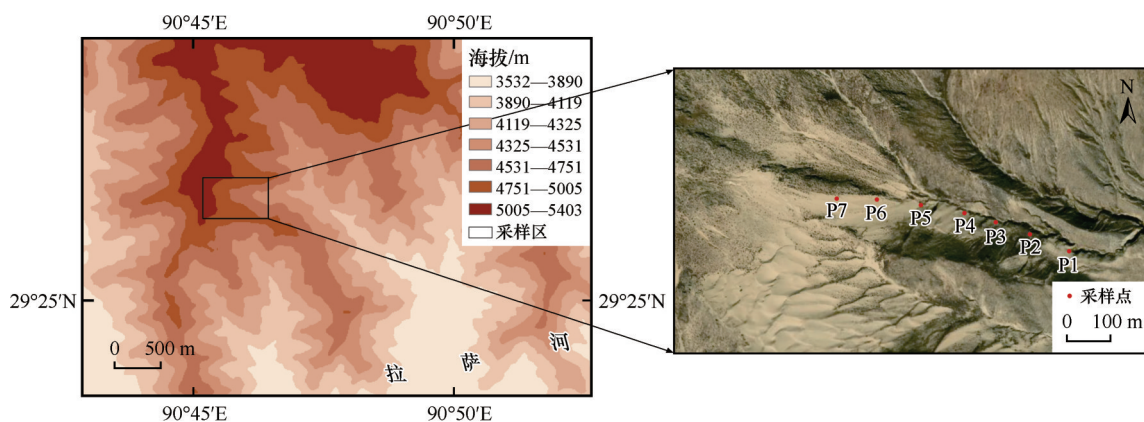 90°45′E
90°50′E
海拔/m
3532—3890
3890—4119
4119—4325
4325—4531
4531—4751
4751—5005
5005—5403
采样区
29°25′N
29°25′N
0 500 m
拉 萨 河
90°45′E
90°50′E
N
P7
P6
P5
P4
P3
P2
P1
采样点
0 100 m